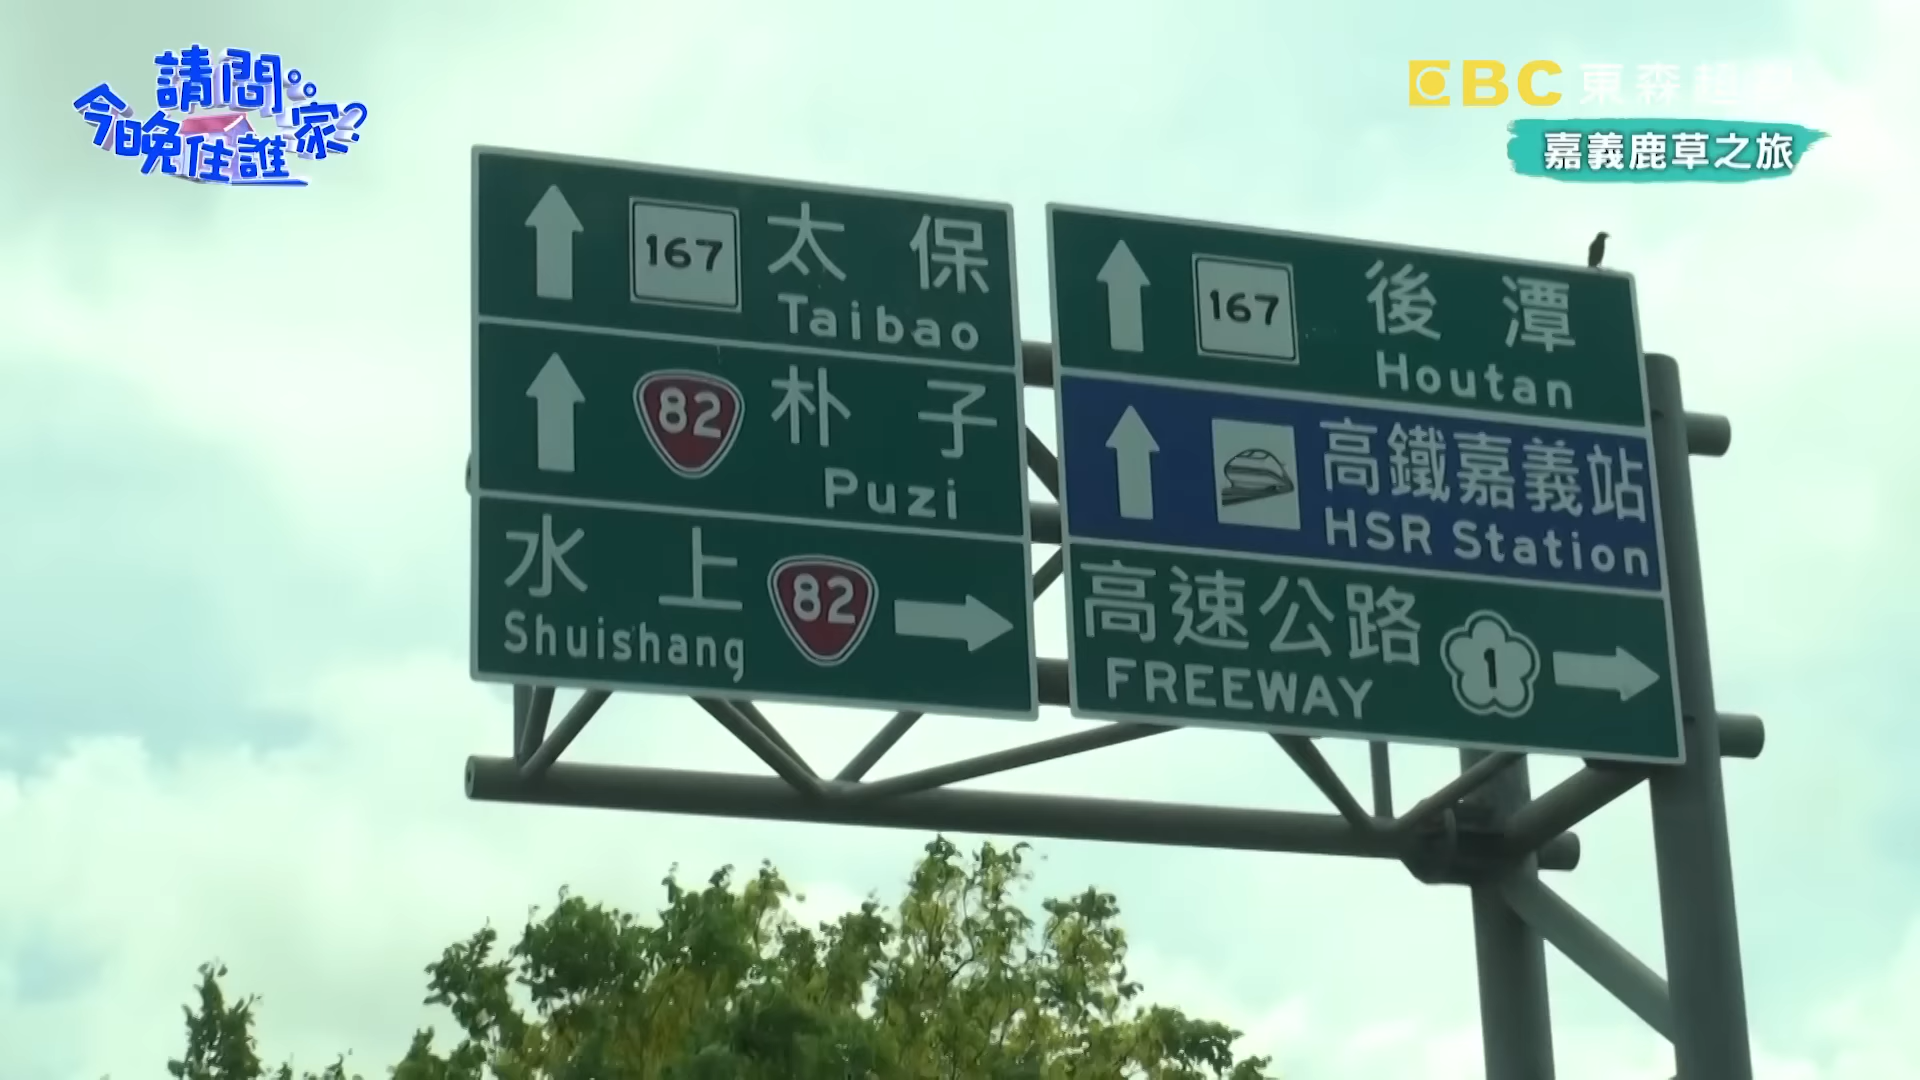 請問
今晚住誰家?
EBC 東森超視
嘉義鹿草之旅
167 太保
Taibao
82 朴子
Puzi
水上 82
Shuishang
167 後潭
Houtan
高鐵嘉義站
HSR Station
高速公路 1
FREEWAY